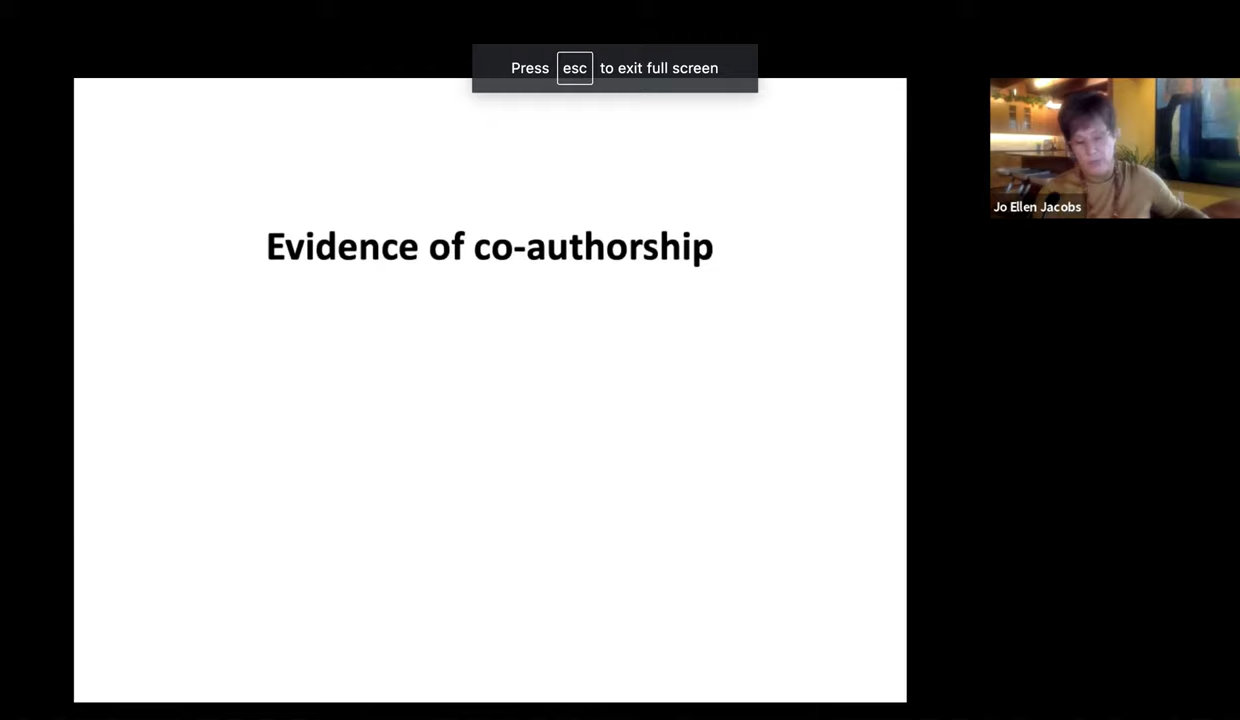 Press esc to exit full screen
Evidence of co-authorship
Jo Ellen Jacobs